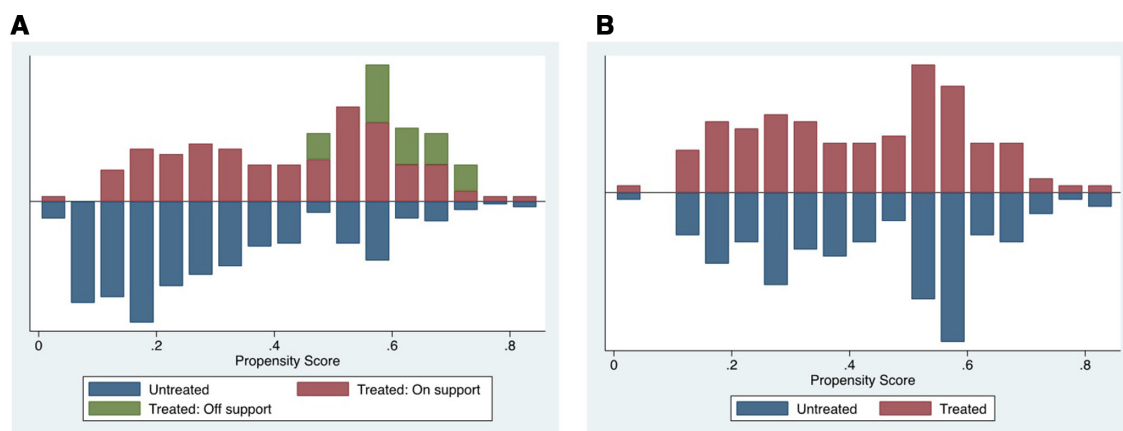 A
0 .2 .4 .6 .8
Propensity Score
Untreated Treated: On support
Treated: Off support
B
0 .2 .4 .6 .8
Propensity Score
Untreated Treated